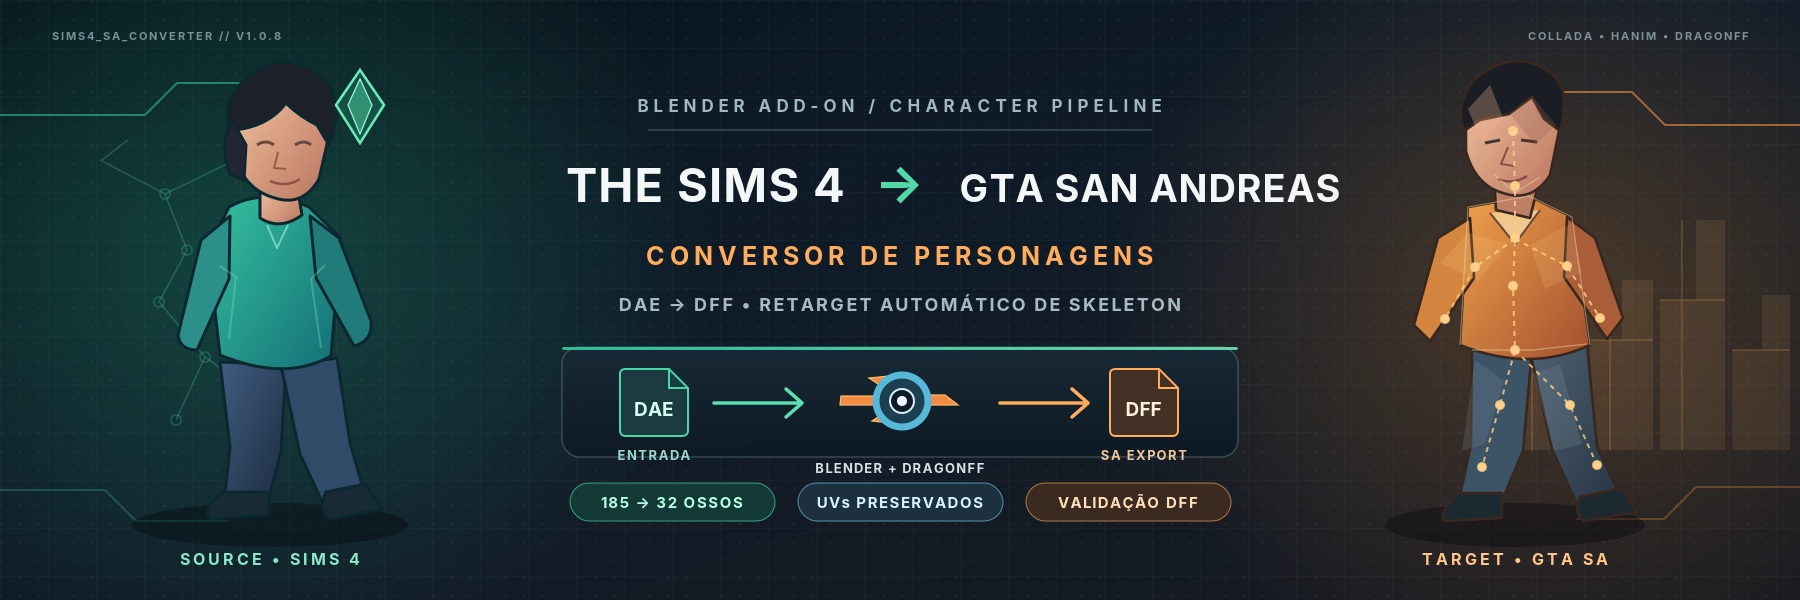 SIMS4_SA_CONVERTER // V1.0.8
COLLADA • HANIM • DRAGONFF
BLENDER ADD-ON / CHARACTER PIPELINE
THE SIMS 4 → GTA SAN ANDREAS
CONVERSOR DE PERSONAGENS
DAE → DFF • RETARGET AUTOMÁTICO DE SKELETON
DAE
DFF
ENTRADA
SA EXPORT
BLENDER + DRAGONFF
185 → 32 OSSOS
UVs PRESERVADOS
VALIDAÇÃO DFF
SOURCE • SIMS 4
TARGET • GTA SA